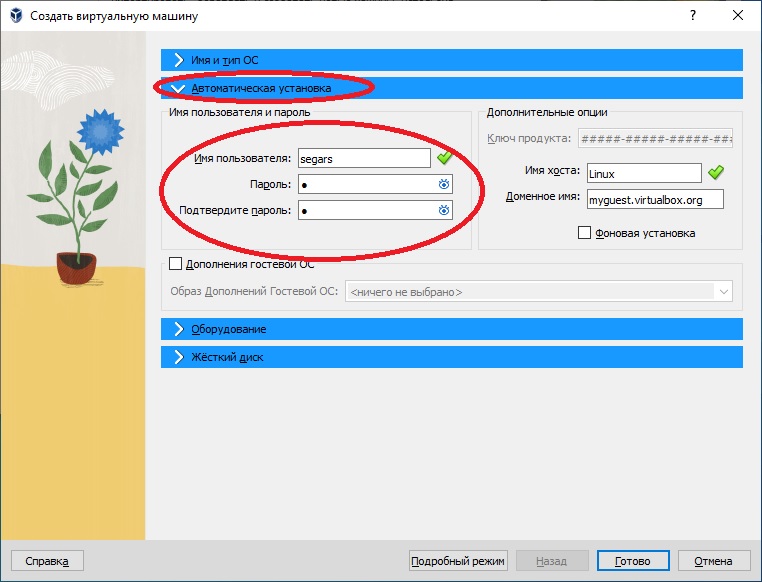 Создать виртуальную машину
?
Имя и тип ОС
Автоматическая установка
Имя пользователя и пароль
Имя пользователя: segars
Пароль: •
Подтвердите пароль: •
Дополнительные опции
Ключ продукта: #####-#####-#####-##
Имя хоста: Linux
Доменное имя: myguest.virtualbox.org
Фоновая установка
Дополнения гостевой ОС
Образ Дополнений Гостевой ОС: <ничего не выбрано>
Оборудование
Жёсткий диск
Справка Подробный режим Назад Готово Отмена